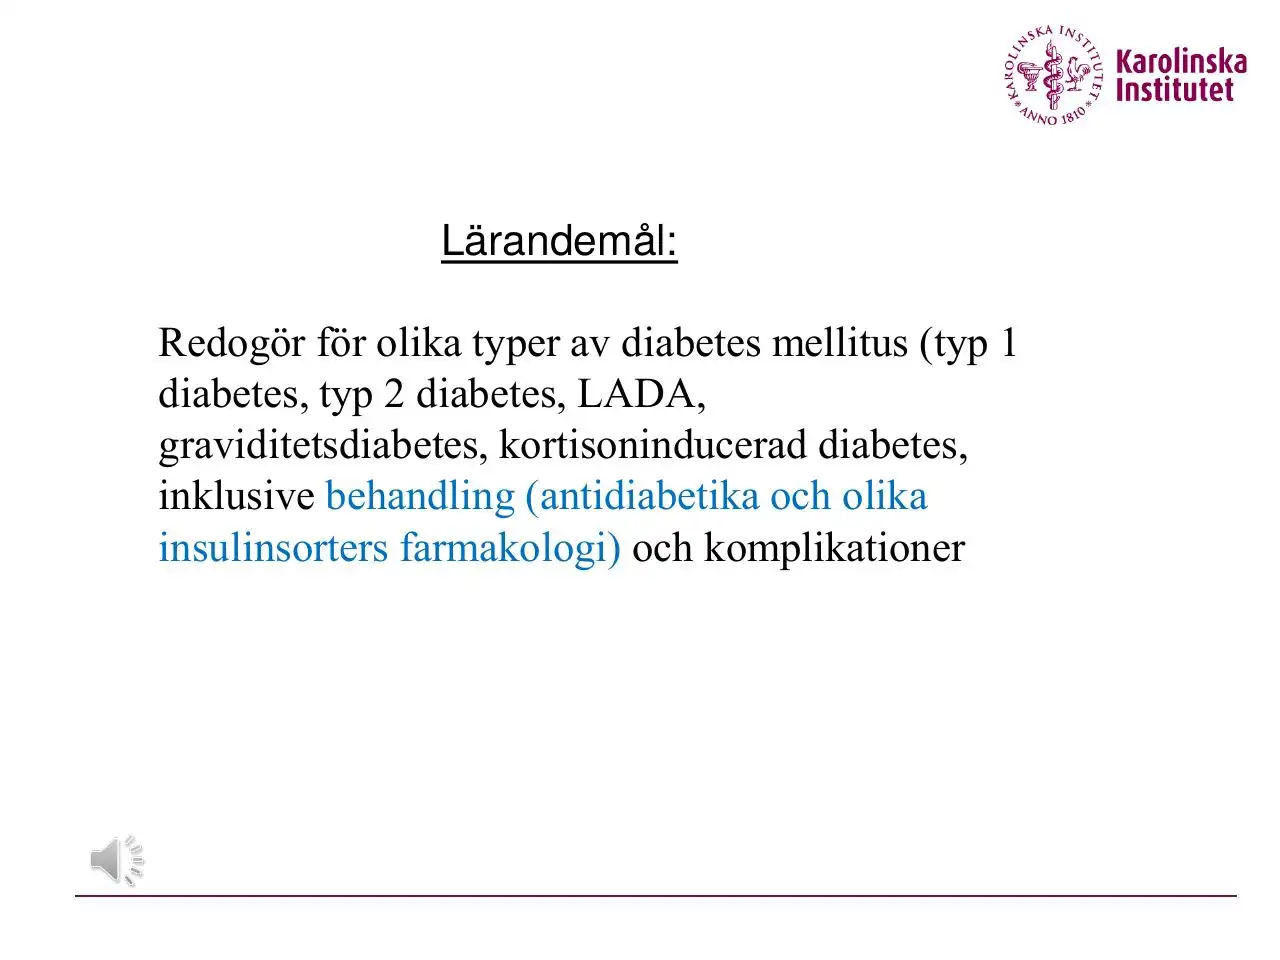 KAROLINSKA INSTITUTET
ANNO 1810
Karolinska
Institutet
Lärandemål:
Redogör för olika typer av diabetes mellitus (typ 1
diabetes, typ 2 diabetes, LADA,
graviditetsdiabetes, kortisoninducerad diabetes,
inklusive behandling (antidiabetika och olika
insulinsorters farmakologi) och komplikationer